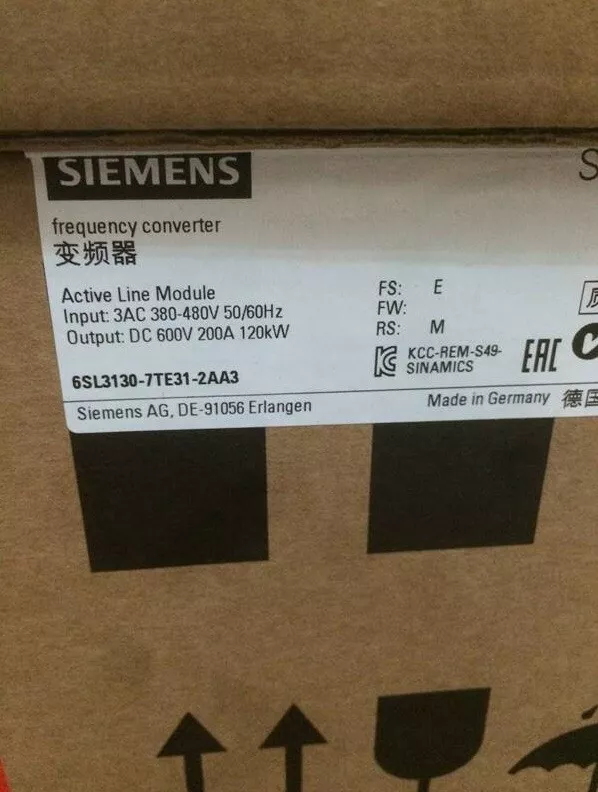 SIEMENS
frequency converter
变频器
Active Line Module
Input: 3AC 380-480V 50/60Hz
Output: DC 600V 200A 120kW
6SL3130-7TE31-2AA3
Siemens AG, DE-91056 Erlangen
FS: E
FW:
RS: M
KCC-REM-S49-
SINAMICS
EAC
Made in Germany 德国
S